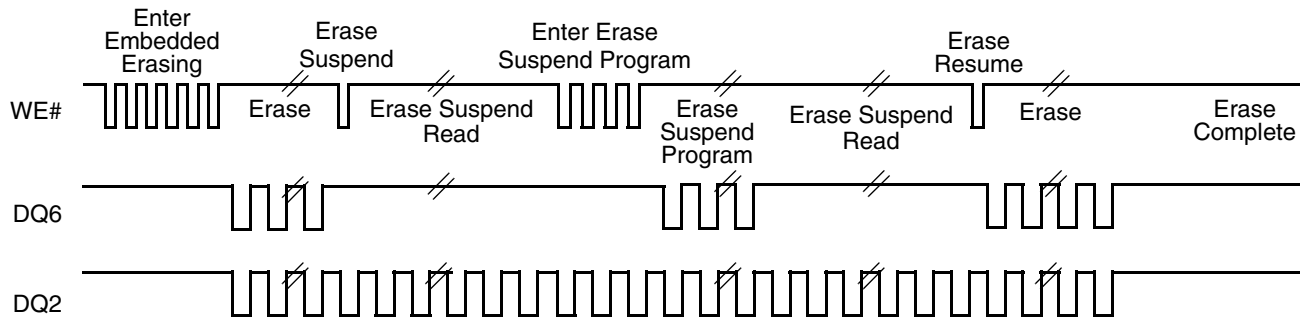 Enter
Embedded
Erasing
Erase
Suspend
Enter Erase
Suspend Program
Erase
Resume
WE#
Erase
Erase Suspend
Read
Erase
Suspend
Program
Erase Suspend
Read
Erase
Erase
Complete
DQ6
DQ2